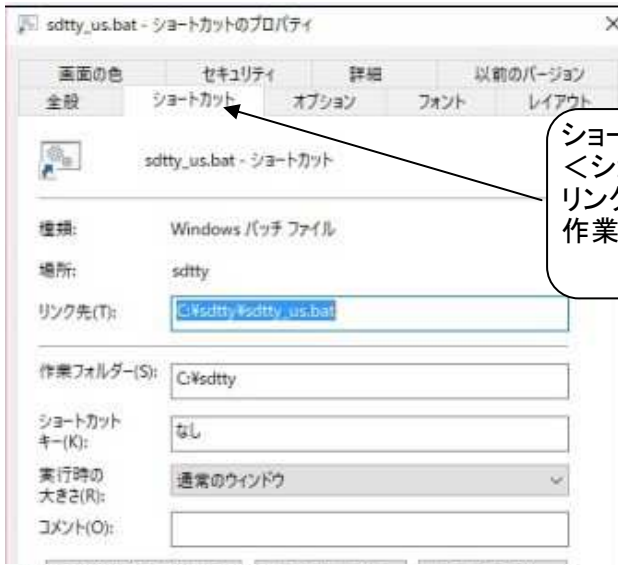 sdtty_us.bat - ショートカットのプロパティ
画面の色 セキュリティ 詳細 以前のバージョン
全般 ショートカット オプション フォント レイアウト
sdtty_us.bat - ショートカット
種類: Windows バッチ ファイル
場所: sdtty
リンク先(T): C:¥sdtty¥sdtty_us.bat
作業フォルダー(S): C:¥sdtty
ショートカット
キー(K): なし
実行時の
大きさ(R): 通常のウィンドウ
コメント(O):
ショー
<シ
リンク
作業